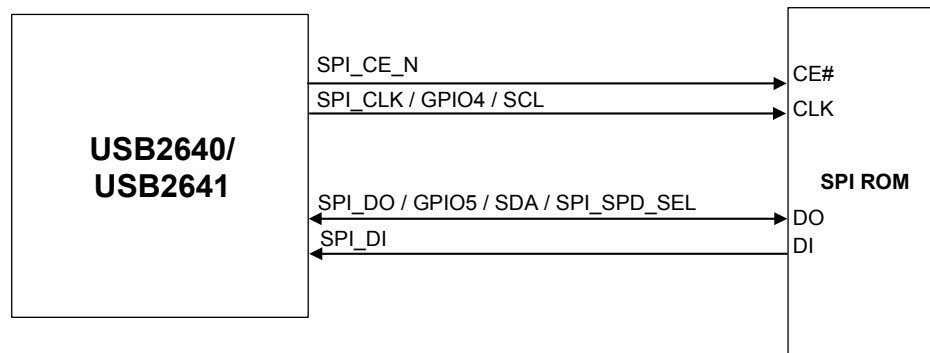 SPI_CE_N
CE#
SPI_CLK / GPIO4 / SCL
CLK
USB2640/
USB2641
SPI ROM
SPI_DO / GPIO5 / SDA / SPI_SPD_SEL
DO
SPI_DI
DI